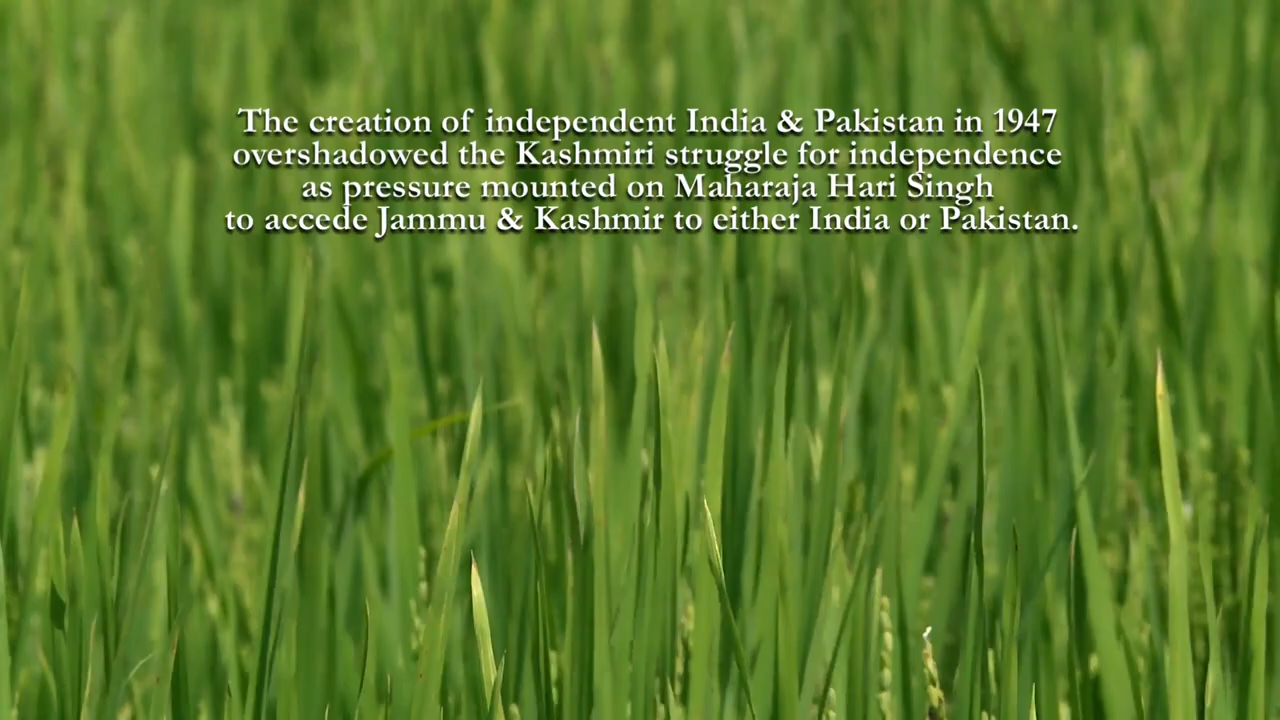 The creation of independent India & Pakistan in 1947
overshadowed the Kashmiri struggle for independence
as pressure mounted on Maharaja Hari Singh
to accede Jammu & Kashmir to either India or Pakistan.